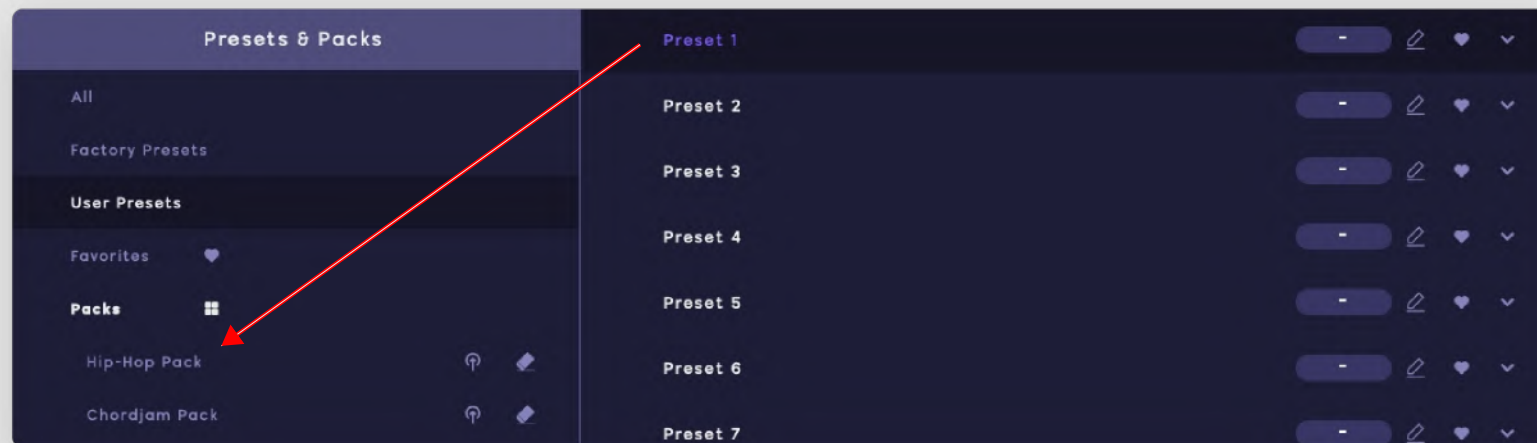 Presets & Packs
All
Factory Presets
User Presets
Favorites
Packs
Hip-Hop Pack
Chordjam Pack
Preset 1 -
Preset 2 -
Preset 3 -
Preset 4 -
Preset 5 -
Preset 6 -
Preset 7 -